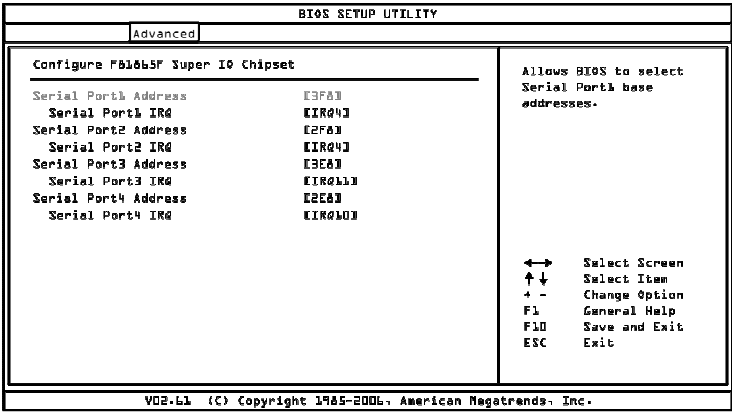 BIOS SETUP UTILITY
Advanced
Configure F81865F Super IO Chipset
Serial Port1 Address [3F8]
Serial Port1 IRQ [IRQ4]
Serial Port2 Address [2F8]
Serial Port2 IRQ [IRQ4]
Serial Port3 Address [3E8]
Serial Port3 IRQ [IRQ11]
Serial Port4 Address [2E8]
Serial Port4 IRQ [IRQ10]
Allows BIOS to select
Serial Port1 base
addresses.
Select Screen
Select Item
+ - Change Option
F1 General Help
F10 Save and Exit
ESC Exit
V02.61 (C) Copyright 1985-2006, American Megatrends, Inc.